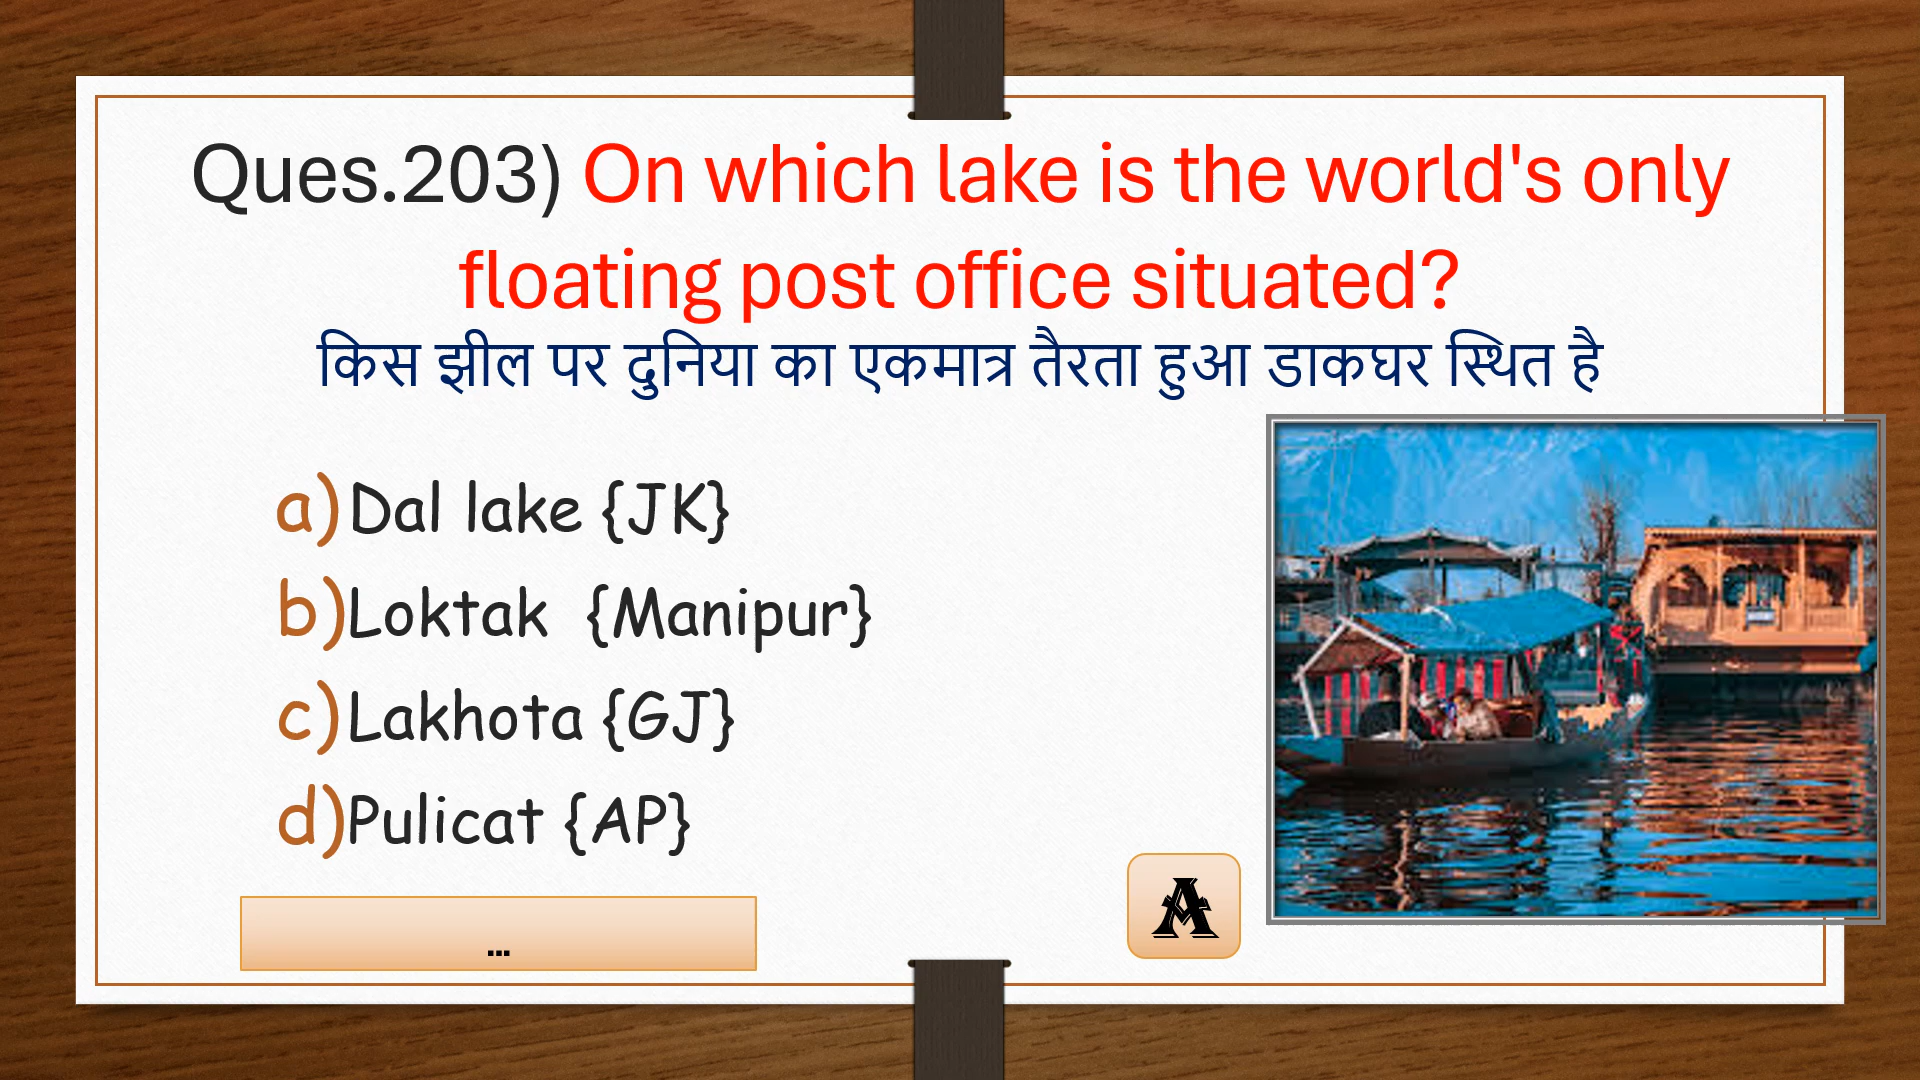 Ques.203) On which lake is the world's only
floating post office situated?
किस झील पर दुनिया का एकमात्र तैरता हुआ डाकघर स्थित है
a)Dal lake {JK}
b)Loktak {Manipur}
c)Lakhota {GJ}
d)Pulicat {AP}
...
A